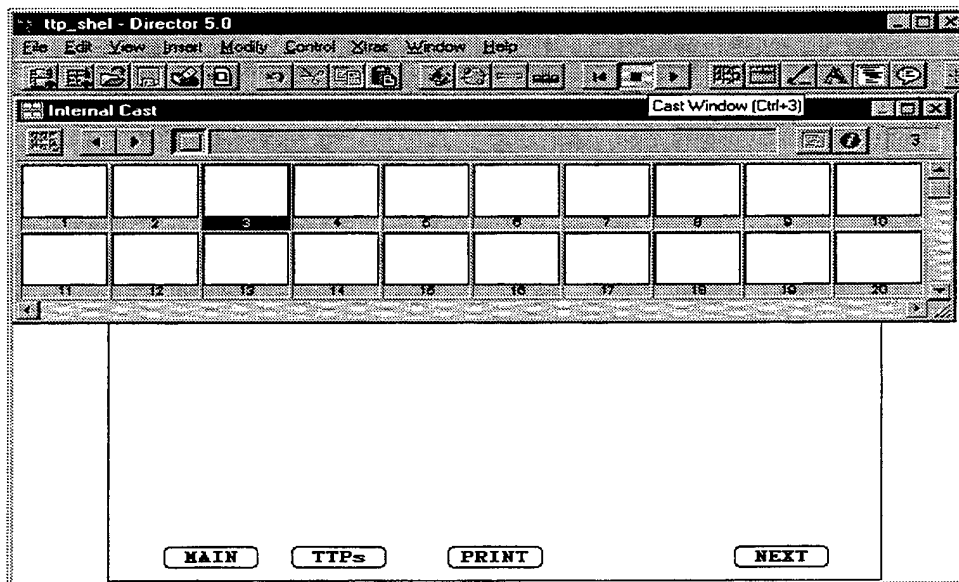 ttp_shel - Director 5.0
File Edit View Insert Modify Control Xtras Window Help
Cast Window (Ctrl+3)
Internal Cast
3
1 2 3 4 5 6 7 8 9 10
11 12 13 14 15 16 17 18 19 20
MAIN TTPs PRINT NEXT